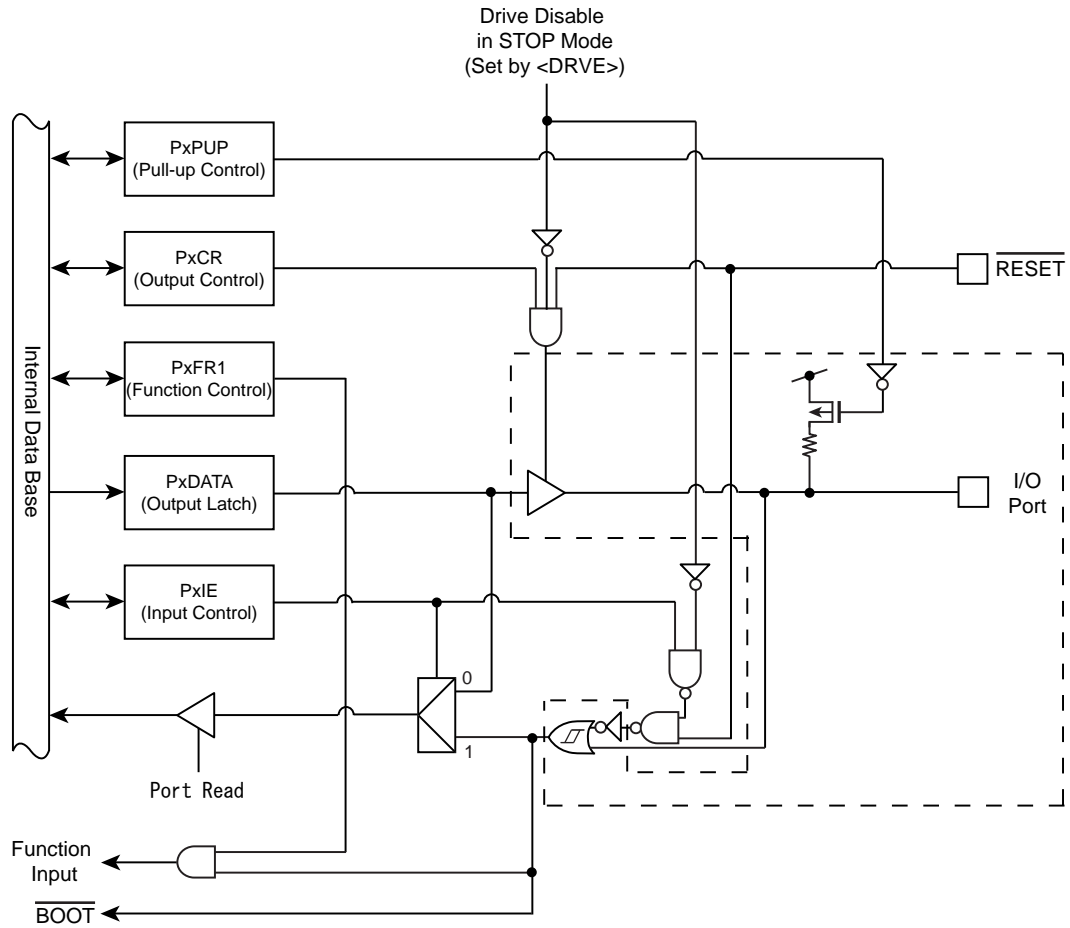 Drive Disable
in STOP Mode
(Set by <DRVE>)
PxPUP
(Pull-up Control)
PxCR
(Output Control)
RESET
PxFR1
(Function Control)
Internal Data Base
PxDATA
(Output Latch)
I/O
Port
PxIE
(Input Control)
0
1
Port Read
Function
Input
BOOT